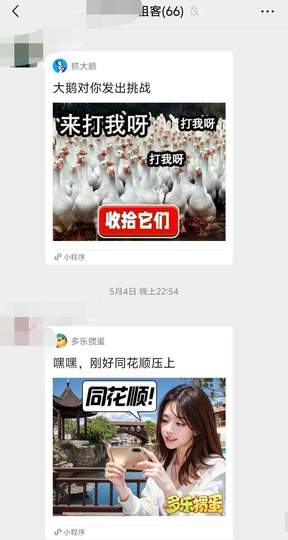 租客(66)
抓大鹅
大鹅对你发出挑战
来打我呀
打我呀
打我呀
收拾它们
小程序
5月4日 晚上22:54
多乐掼蛋
嘿嘿,刚好同花顺压上
同花顺!
多乐掼蛋
小程序